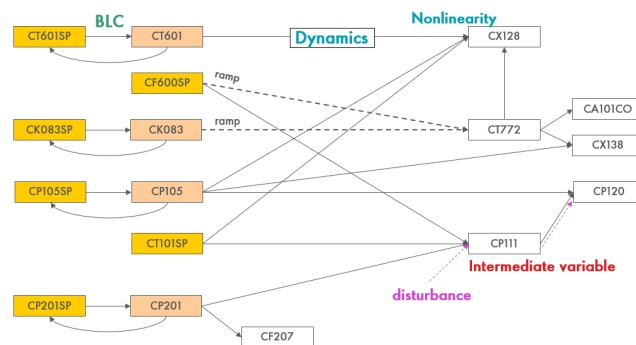 BLC
Nonlinearity
CT601SP
CT601
Dynamics
CX128
CF600SP
ramp
CA101CO
CK083SP
ramp
CK083
CT772
CX138
CP105SP
CP105
CP120
CT101SP
CP111
Intermediate variable
disturbance
CP201SP
CP201
CF207